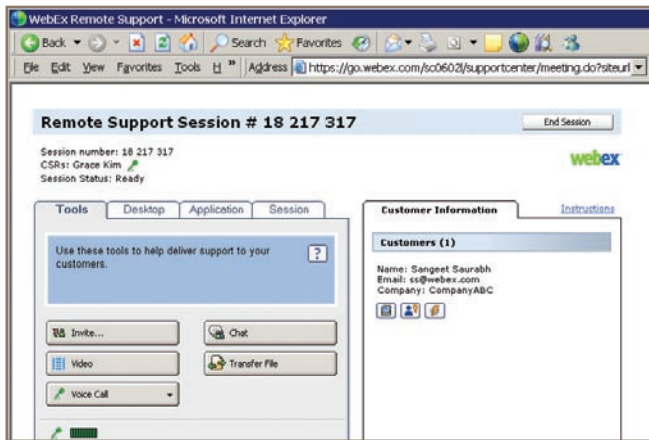 WebEx Remote Support - Microsoft Internet Explorer
Back Search Favorites
File Edit View Favorites Tools H » Address https://go.webex.com/sc0602l/supportcenter/meeting.do?siteurl
Remote Support Session # 18 217 317
End Session
Session number: 18 217 317
CSRs: Grace Kim
Session Status: Ready
webex
Tools Desktop Application Session
Customer Information
Instructions
Use these tools to help deliver support to your
customers.
?
Customers (1)
Name: Sangeet Saurabh
Email: ss@webex.com
Company: CompanyABC
Invite... Chat
Video Transfer File
Voice Call